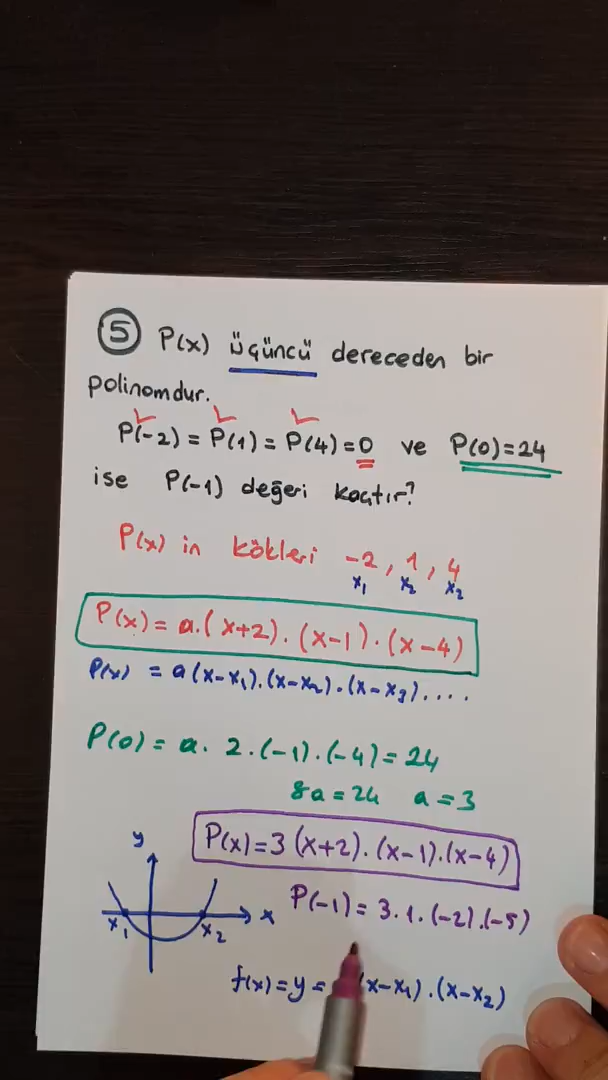 5 P(x) üçüncü dereceden bir
polinomdur.
P(-2) = P(1) = P(4) = 0 ve P(0)=24
ise P(-1) değeri kaçtır?
P(x) in kökleri -2, 1, 4
x₁ x₂ x₂
P(x) = a.(x+2).(x-1).(x-4)
P(x) = a(x-x₁).(x-x₂).(x-x₃)....
P(0) = a. 2.(-1).(-4) = 24
8a = 24 a = 3
P(x)=3(x+2).(x-1).(x-4)
y
x₁ x₂ x
P(-1) = 3.1.(-2).(-5)
f(x)=y= (x-x₁).(x-x₂)